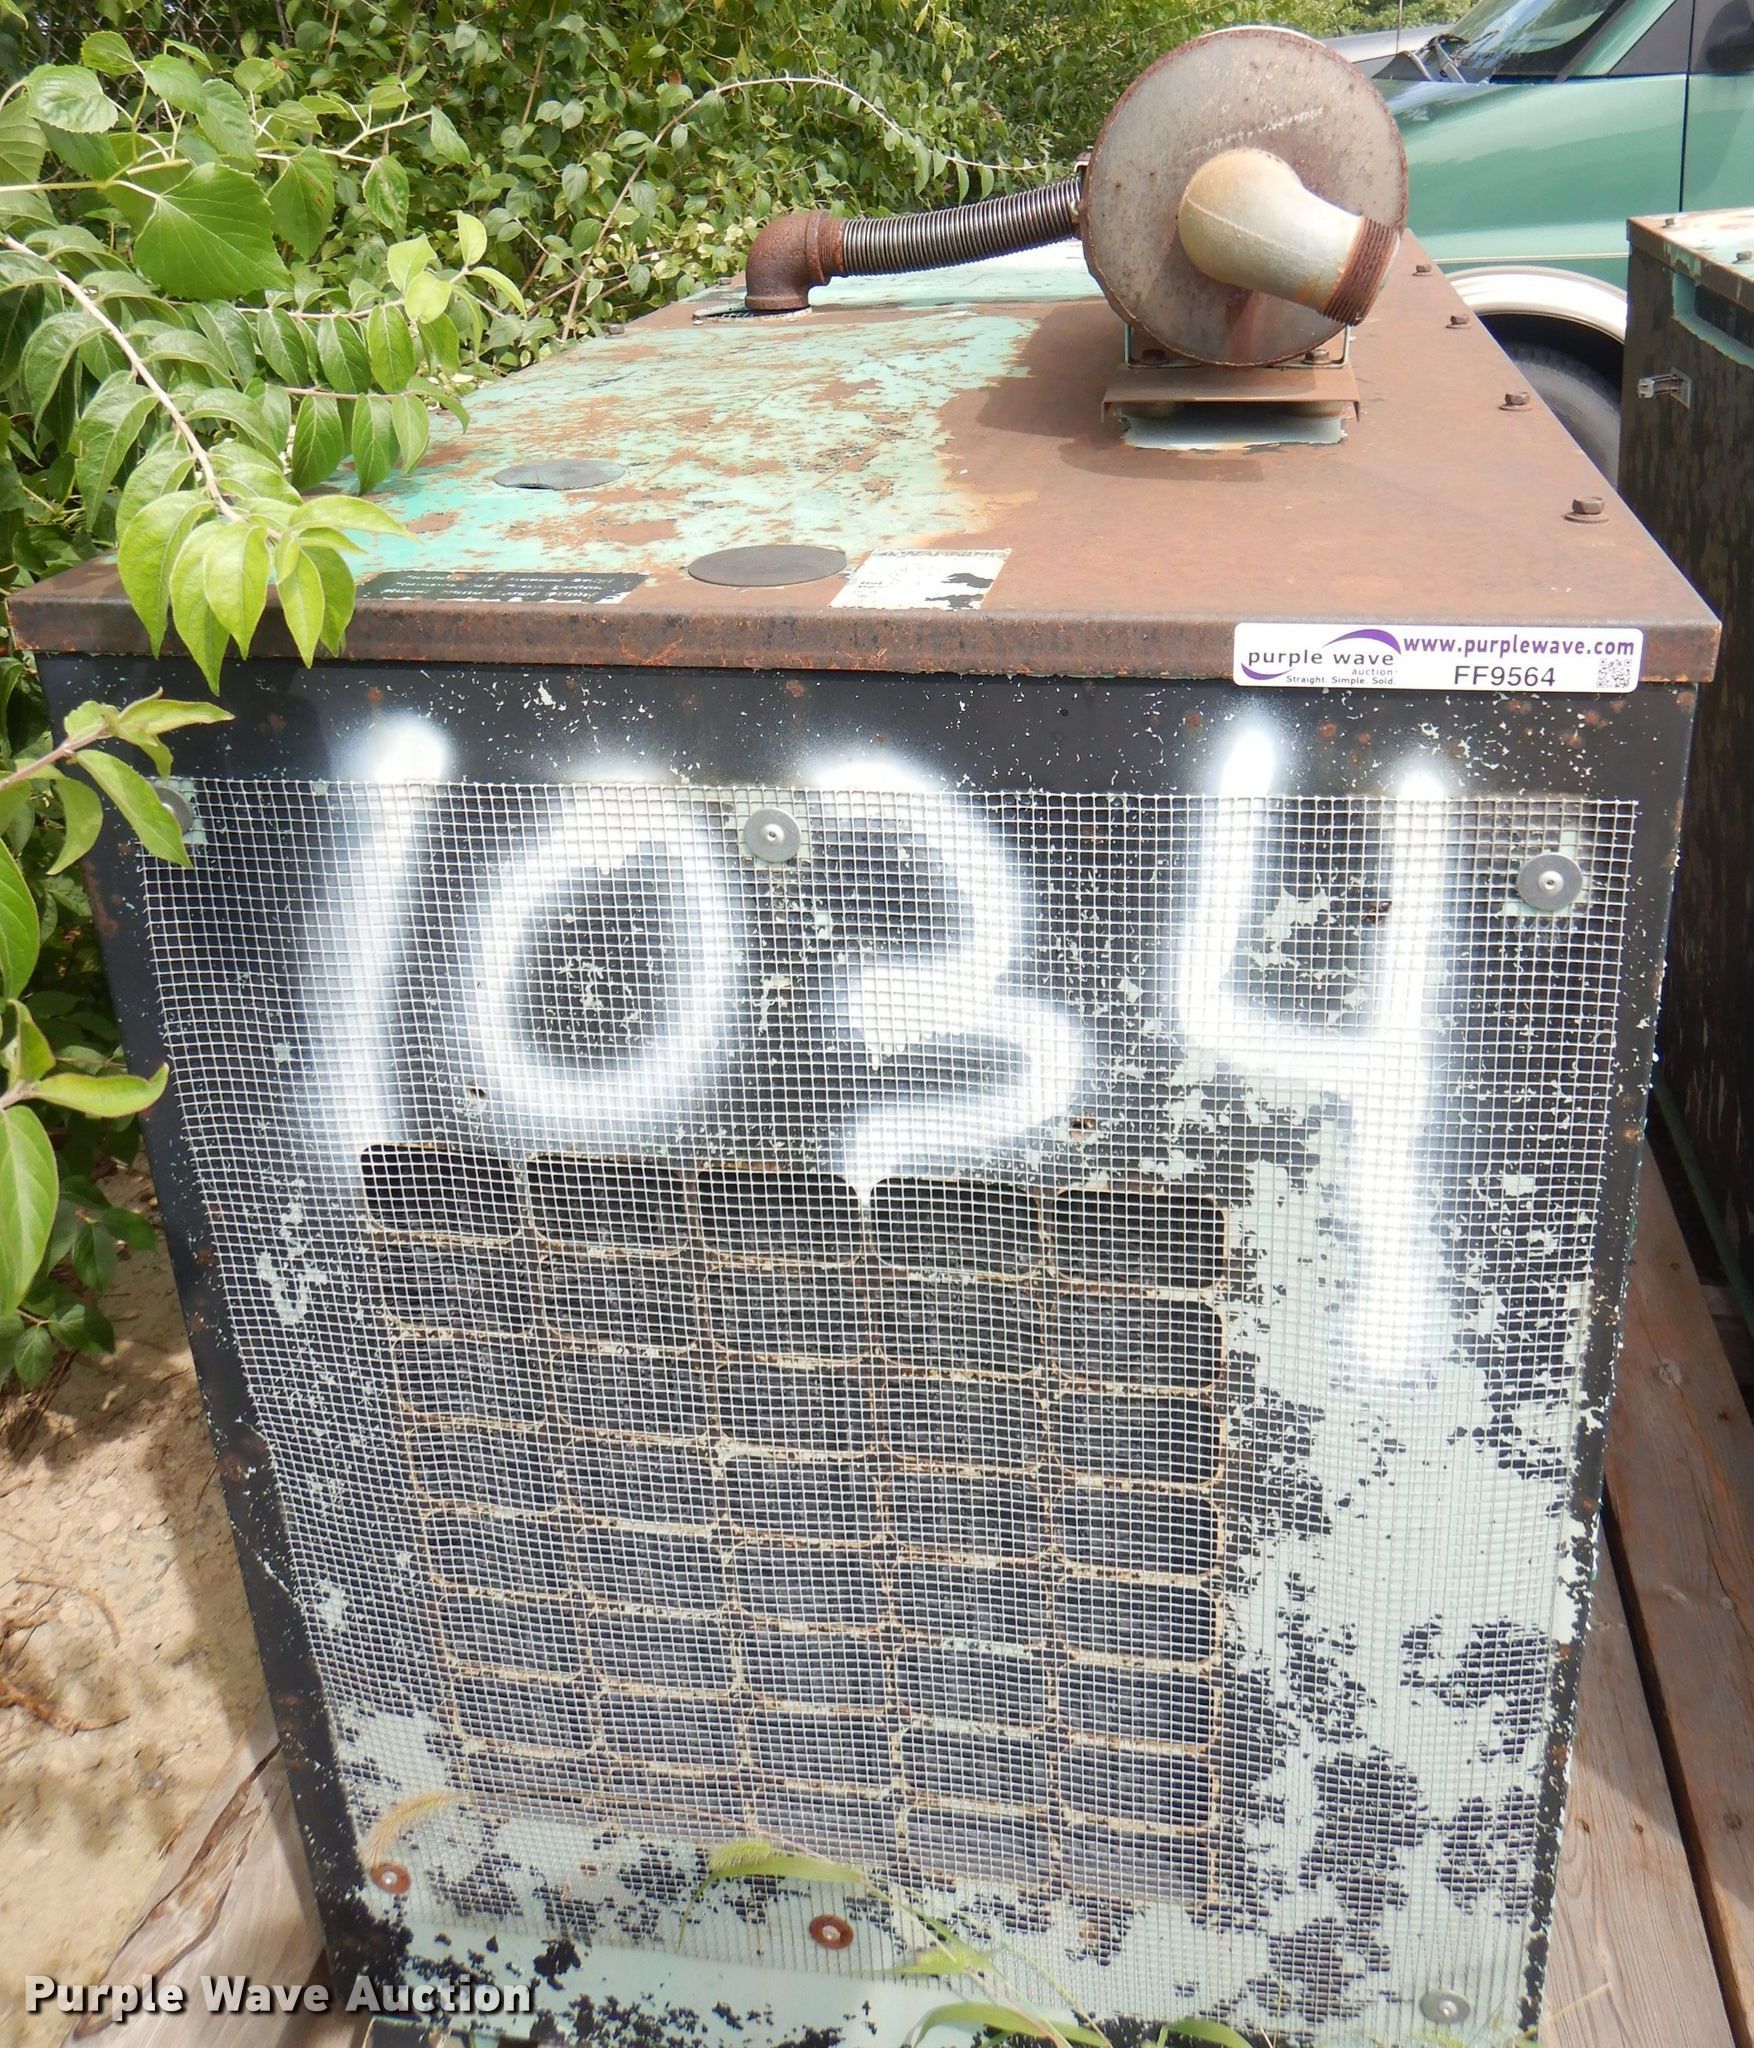 purple wave
auction
Straight. Simple. Sold.
www.purplewave.com
FF9564
1034
Purple Wave Auction